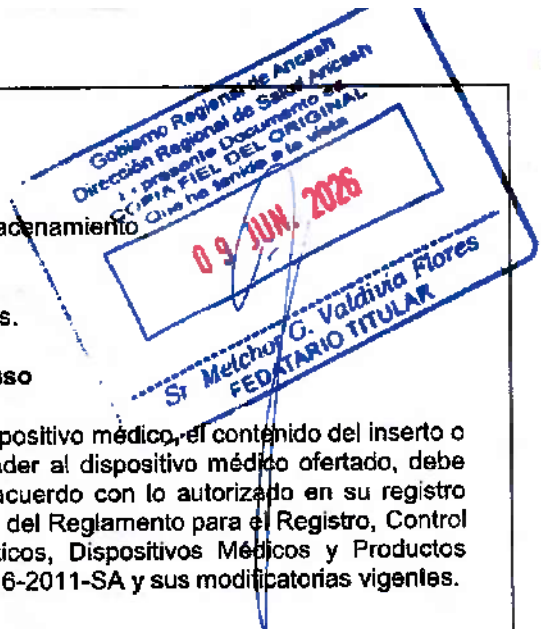 Gobierno Regional de Ancash
Dirección Regional de Salud Ancash
presente Documento es
COPIA FIEL DEL ORIGINAL
Que ha tenido a la vista
09 JUN. 2026
Sr Melchor G. Valdivia Flores
FEDATARIO TITULAR
acenamiento
s.
so
positivo médico, el contenido del inserto o
der al dispositivo médico ofertado, debe
acuerdo con lo autorizado en su registro
del Reglamento para el Registro, Control
ticos, Dispositivos Médicos y Productos
6-2011-SA y sus modificatorias vigentes.